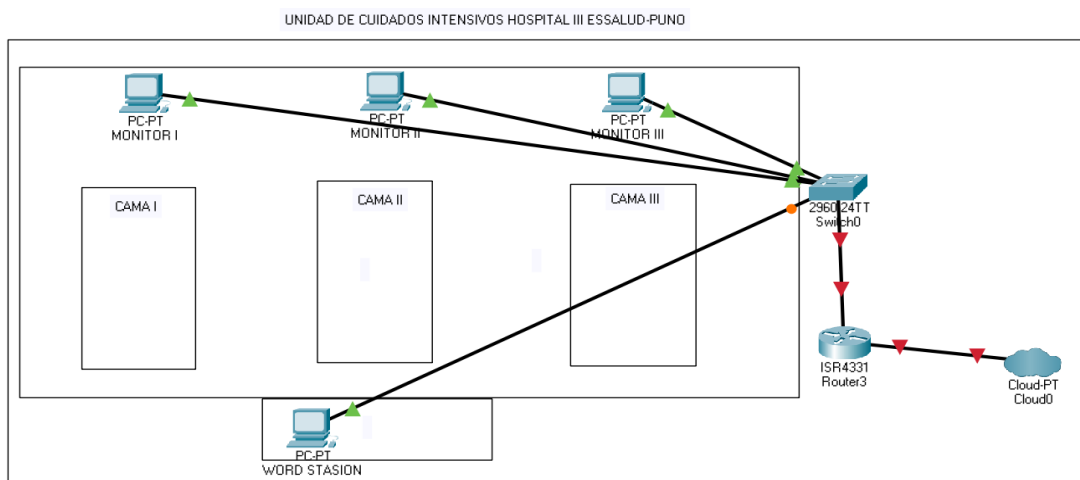 UNIDAD DE CUIDADOS INTENSIVOS HOSPITAL III ESSALUD-PUNO
PC-PT
MONITOR I
PC-PT
MONITOR II
PC-PT
MONITOR III
CAMA I
CAMA II
CAMA III
2960-24TT
Switch0
ISR4331
Router3
Cloud-PT
Cloud0
PC-PT
WORD STASION